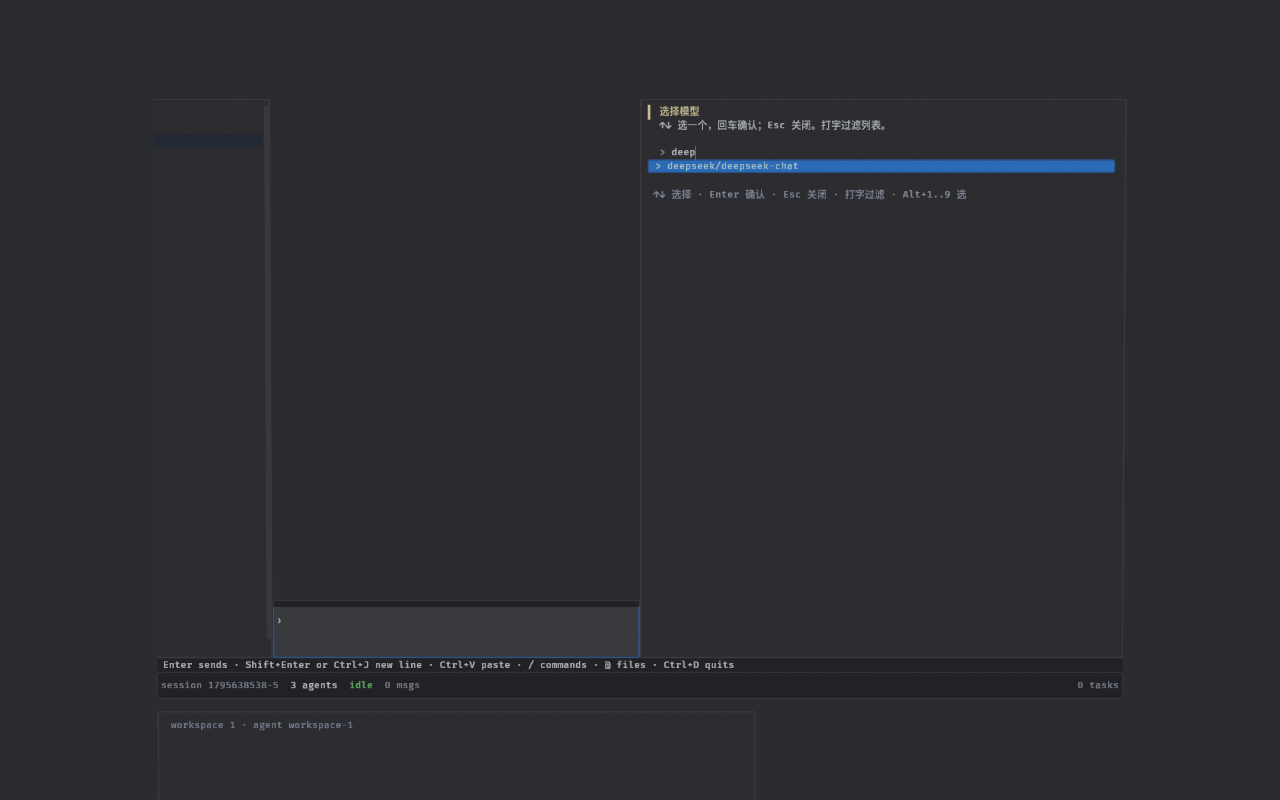 选择模型
↑↓ 选一个，回车确认；Esc 关闭。打字过滤列表。
> deep
> deepseek/deepseek-chat
↑↓ 选择 · Enter 确认 · Esc 关闭 · 打字过滤 · Alt+1..9 选
›
Enter sends · Shift+Enter or Ctrl+J new line · Ctrl+V paste · / commands · @ files · Ctrl+D quits
session 1795638538-5 3 agents idle 0 msgs 0 tasks
workspace 1 · agent workspace-1